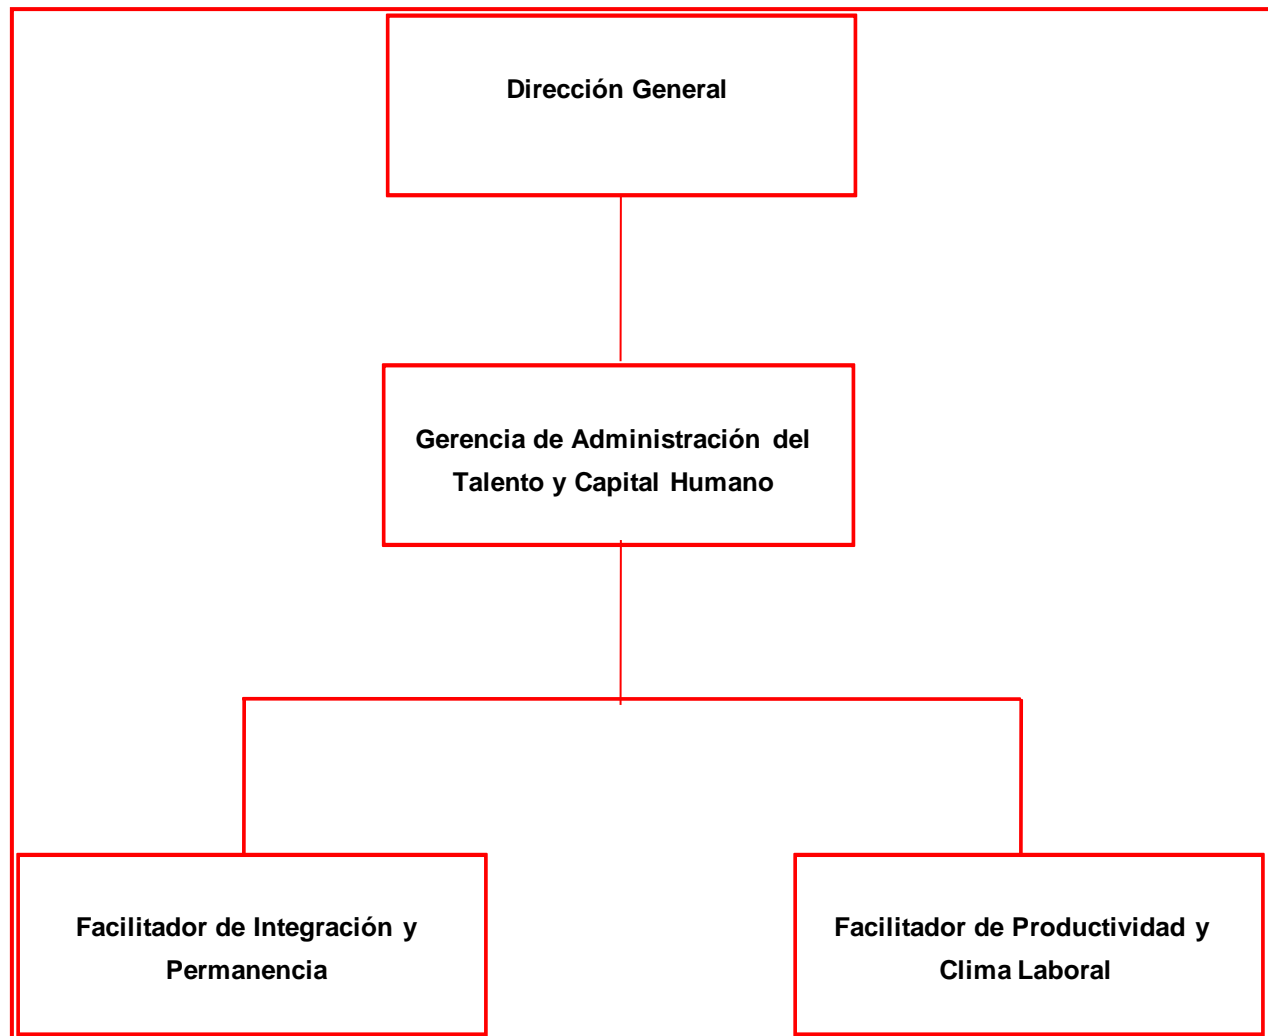 Dirección General
Gerencia de Administración del
Talento y Capital Humano
Facilitador de Integración y
Permanencia
Facilitador de Productividad y
Clima Laboral